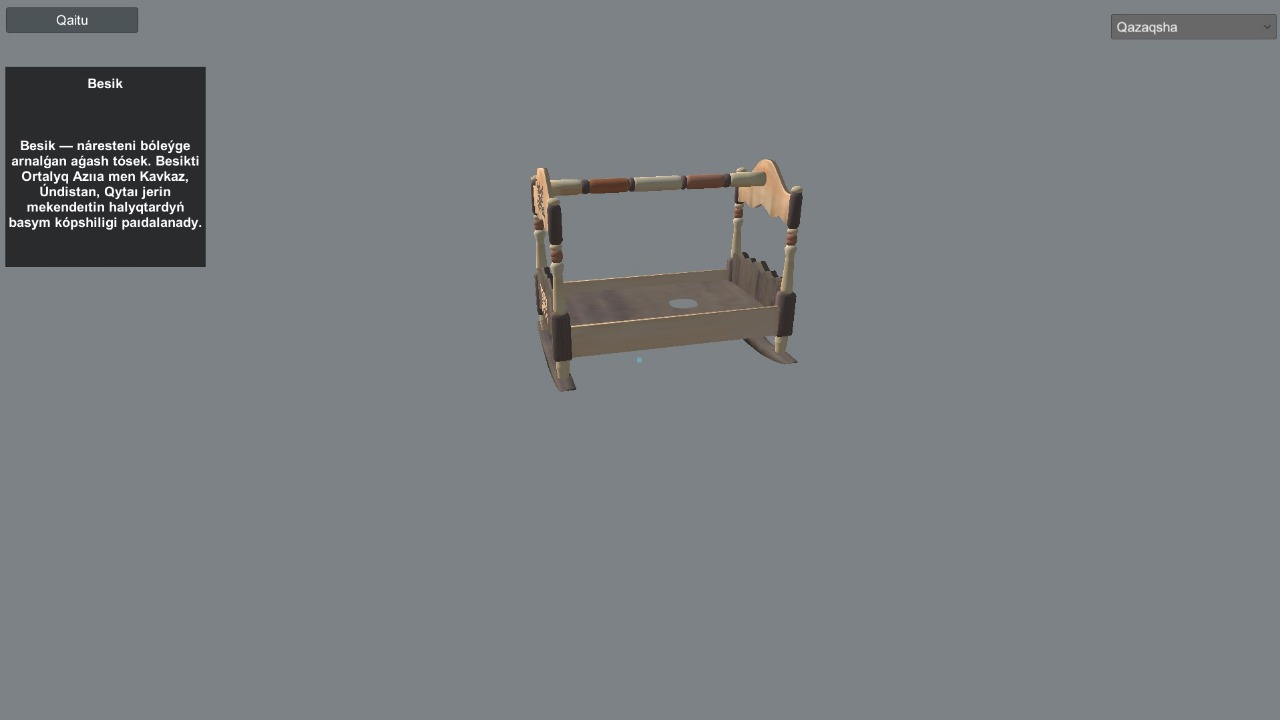 Qaitu
Qazaqsha
Besik
Besik — náresteni bóleýge
arnalǵan aǵash tósek. Besikti
Ortalyq Azııa men Kavkaz,
Úndistan, Qytaı jerin
mekendeıtin halyqtardyń
basym kópshiligi paıdalanady.